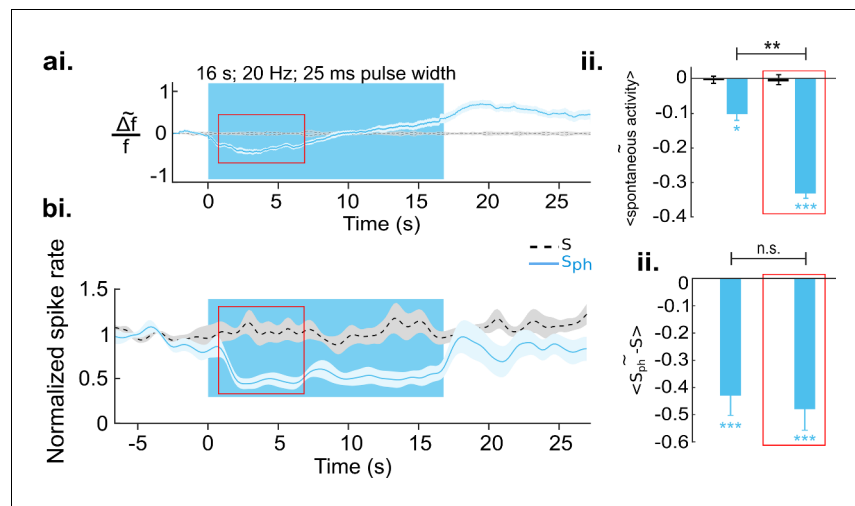 ai.
16 s; 20 Hz; 25 ms pulse width
Δ͠f
f
1
0
-1
0
5
10
15
20
25
Time (s)
ii.
**
0
-0.1
-0.2
-0.3
-0.4
*
***
<spontaneous ã activity>
bi.
S
Sph
Normalized spike rate
1.5
1
0.5
0
-5
0
5
10
15
20
25
Time (s)
ii.
n.s.
0
-0.1
-0.2
-0.3
-0.4
-0.5
-0.6
***
***
<S̃ph -S>